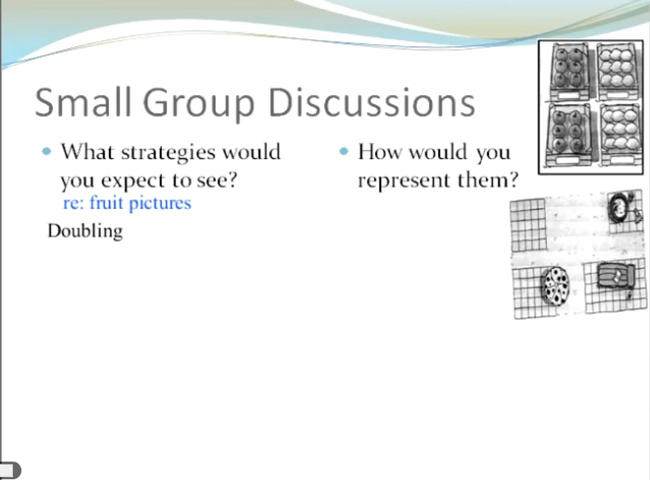 Small Group Discussions
What strategies would
you expect to see?
re: fruit pictures
Doubling
How would you
represent them?